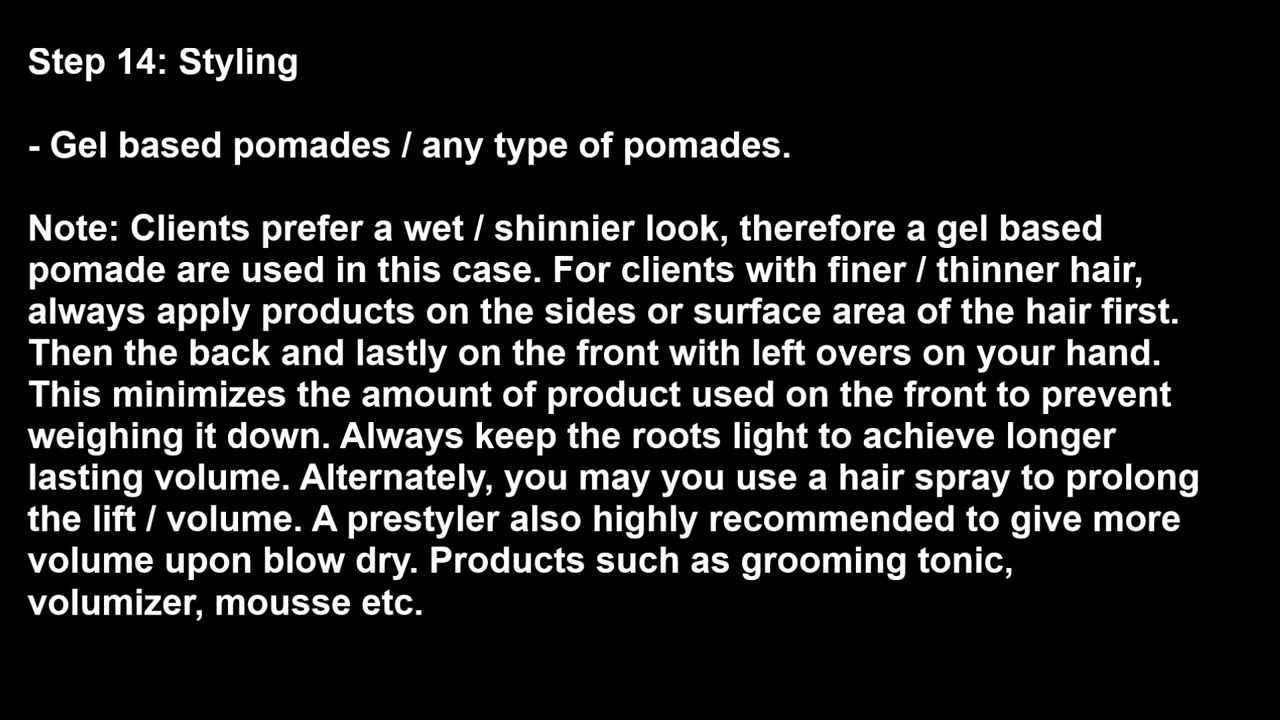 Step 14: Styling
- Gel based pomades / any type of pomades.
Note: Clients prefer a wet / shinnier look, therefore a gel based
pomade are used in this case. For clients with finer / thinner hair,
always apply products on the sides or surface area of the hair first.
Then the back and lastly on the front with left overs on your hand.
This minimizes the amount of product used on the front to prevent
weighing it down. Always keep the roots light to achieve longer
lasting volume. Alternately, you may you use a hair spray to prolong
the lift / volume. A prestyler also highly recommended to give more
volume upon blow dry. Products such as grooming tonic,
volumizer, mousse etc.